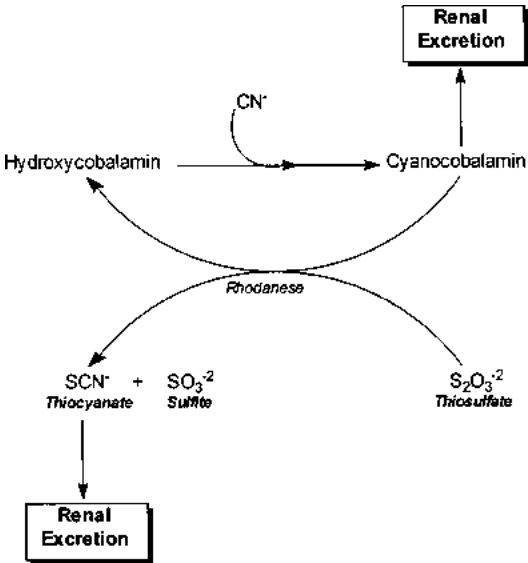 Renal
Excretion
CN-
Hydroxycobalamin
Cyanocobalamin
Rhodanese
SCN- + SO3-2
Thiocyanate Sulfite
S2O3-2
Thiosulfate
Renal
Excretion